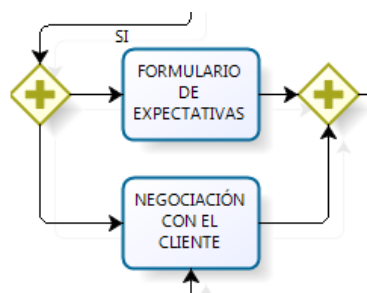 SI
FORMULARIO
DE
EXPECTATIVAS
NEGOCIACIÓN
CON EL
CLIENTE